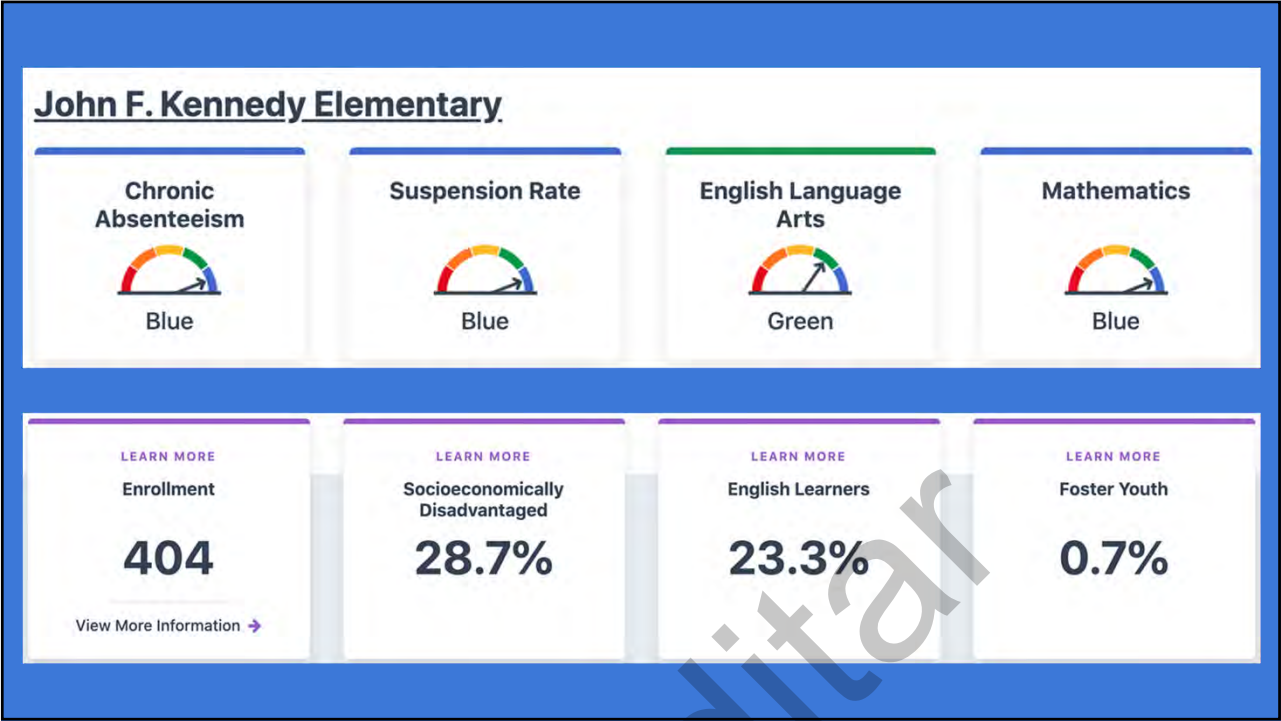 John F. Kennedy Elementary
Chronic
Absenteeism
Blue
Suspension Rate
Blue
English Language
Arts
Green
Mathematics
Blue
LEARN MORE
Enrollment
404
View More Information
LEARN MORE
Socioeconomically
Disadvantaged
28.7%
LEARN MORE
English Learners
23.3%
LEARN MORE
Foster Youth
0.7%
ditar